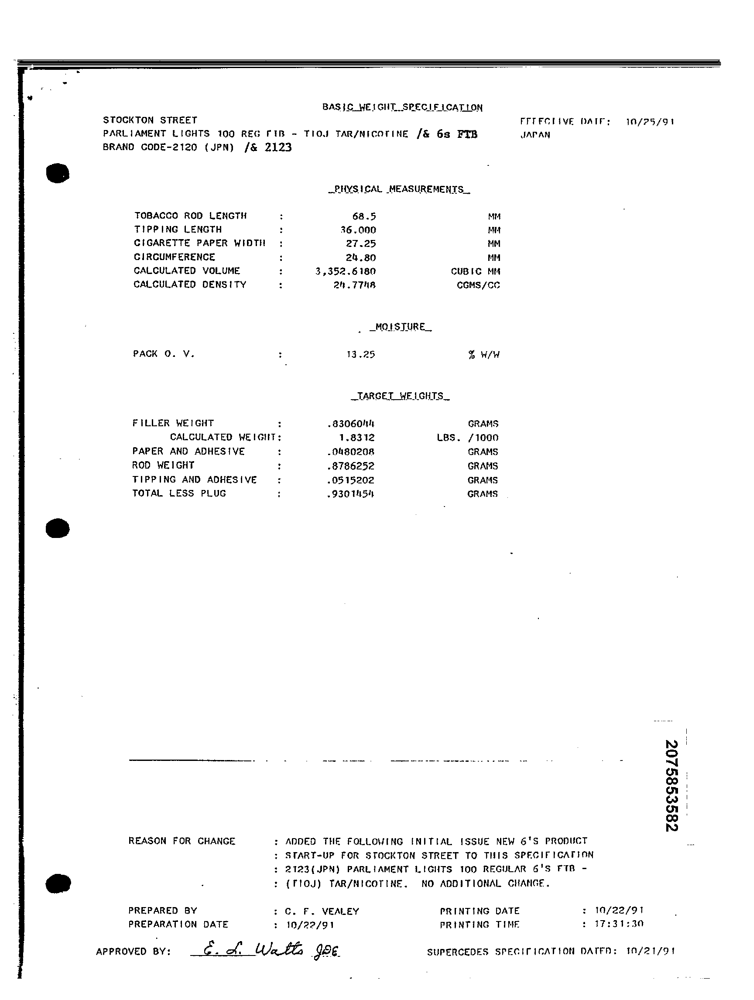 BASIC WEIGHT SPECIFICATION
STOCKTON STREET EFFECTIVE DATE: 10/25/91
PARLIAMENT LIGHTS 100 REG FTB - TIOJ TAR/NICOTINE /& 6s FTB JAPAN
BRAND CODE-2120 (JPN) /& 2123
PHYSICAL MEASUREMENTS
TOBACCO ROD LENGTH : 68.5 MM
TIPPING LENGTH : 36.000 MM
CIGARETTE PAPER WIDTH : 27.25 MM
CIRCUMFERENCE : 24.80 MM
CALCULATED VOLUME : 3,352.6180 CUBIC MM
CALCULATED DENSITY : 24.7748 CGMS/CC
MOISTURE
PACK O. V. : 13.25 % W/W
TARGET WEIGHTS
FILLER WEIGHT : .8306044 GRAMS
CALCULATED WEIGHT: 1.8312 LBS. /1000
PAPER AND ADHESIVE : .0480208 GRAMS
ROD WEIGHT : .8786252 GRAMS
TIPPING AND ADHESIVE : .0515202 GRAMS
TOTAL LESS PLUG : .9301454 GRAMS
2075853582
REASON FOR CHANGE : ADDED THE FOLLOWING INITIAL ISSUE NEW 6'S PRODUCT
: START-UP FOR STOCKTON STREET TO THIS SPECIFICATION
: 2123(JPN) PARLIAMENT LIGHTS 100 REGULAR 6'S FTB -
: (TIOJ) TAR/NICOTINE. NO ADDITIONAL CHANGE.
PREPARED BY : C. F. VEALEY PRINTING DATE : 10/22/91
PREPARATION DATE : 10/22/91 PRINTING TIME : 17:31:30
APPROVED BY: E. L. Watts JDE SUPERCEDES SPECIFICATION DATED: 10/21/91